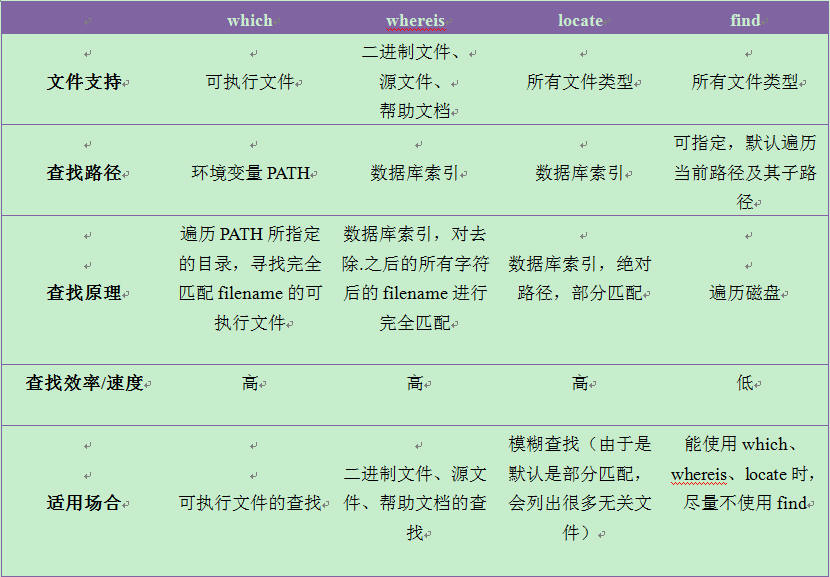 which whereis locate find
文件支持 可执行文件 二进制文件、
源文件、
帮助文档 所有文件类型 所有文件类型
查找路径 环境变量 PATH 数据库索引 数据库索引 可指定，默认遍历
当前路径及其子路
径
查找原理 遍历 PATH 所指定
的目录，寻找完全
匹配 filename 的可
执行文件 数据库索引，对去
除.之后的所有字符
后的 filename 进行
完全匹配 数据库索引，绝对
路径，部分匹配 遍历磁盘
查找效率/速度 高 高 高 低
适用场合 可执行文件的查找 二进制文件、源文
件、帮助文档的查
找 模糊查找（由于是
默认是部分匹配，
会列出很多无关文
件） 能使用 which、
whereis、locate 时，
尽量不使用 find